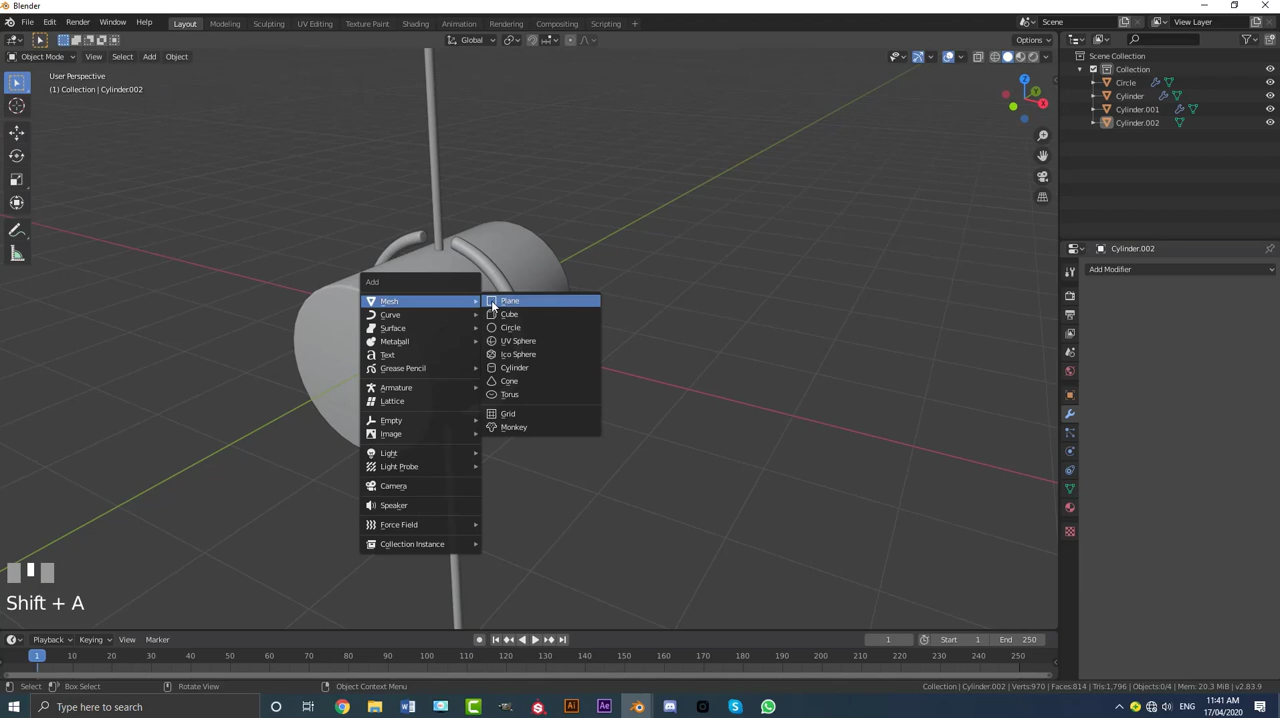 Blender
File Edit Render Window Help Layout Modeling Sculpting UV Editing Texture Paint Shading Animation Rendering Compositing Scripting + Scene View Layer
Global Options
Object Mode View Select Add Object
User Perspective
(1) Collection | Cylinder.002
Scene Collection
Collection
Circle
Cylinder
Cylinder.001
Cylinder.002
X
Y
Z
Cylinder.002
Add Modifier
Add
Mesh
Curve
Surface
Metaball
Text
Grease Pencil
Armature
Lattice
Empty
Image
Light
Light Probe
Camera
Speaker
Force Field
Collection Instance
Plane
Cube
Circle
UV Sphere
Ico Sphere
Cylinder
Cone
Torus
Grid
Monkey
Shift + A
Playback Keying View Marker 1 Start 1 End 250
1 10 20 30 40 50 60 70 80 90 100 110 120 130 140 150 160 170 180 190 200 210 220 230 240 250
Select Box Select Rotate View Object Context Menu Collection | Cylinder.002 | Verts:970 | Faces:814 | Tris:1,796 | Objects:0/4 | Mem: 20.3 MiB | v2.83.9
Type here to search
11:41 AM
17/04/2020